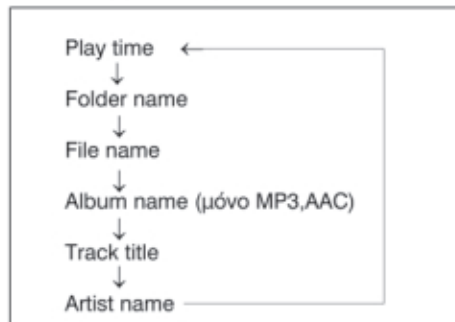 Play time
Folder name
File name
Album name (μόνο MP3,AAC)
Track title
Artist name